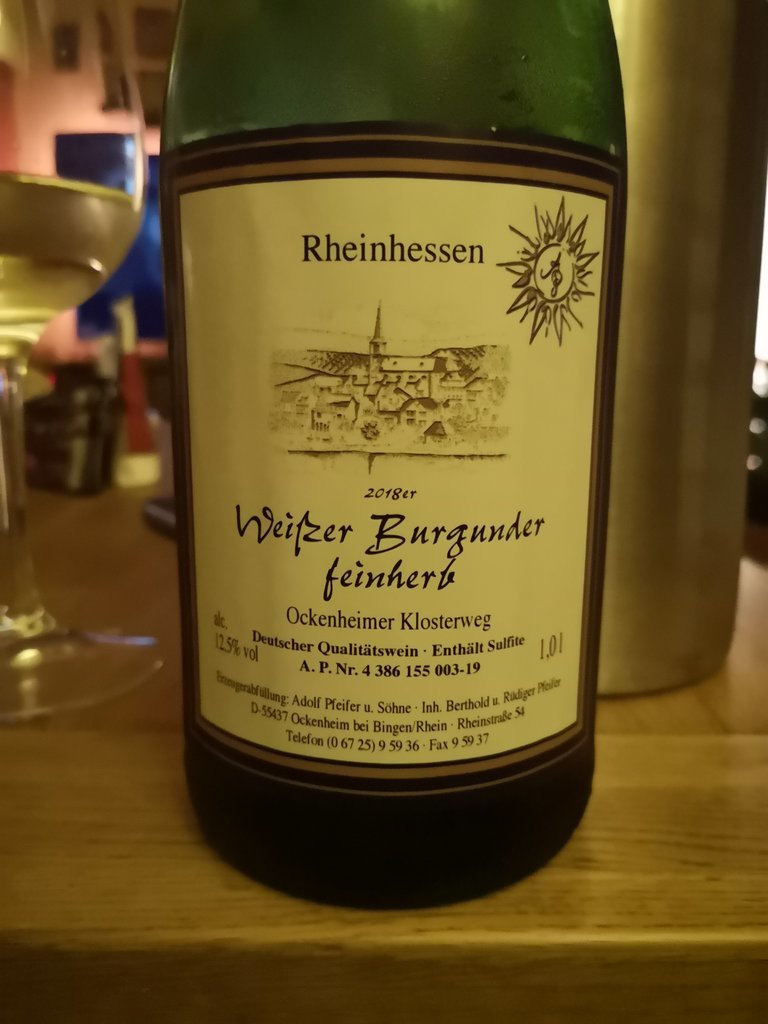 Rheinhessen
2018er
Weißer Burgunder
feinherb
Ockenheimer Klosterweg
alc.
12,5% vol
Deutscher Qualitätswein · Enthält Sulfite
1,0 l
A. P. Nr. 4 386 155 003-19
Erzeugerabfüllung: Adolf Pfeifer u. Söhne · Inh. Berthold u. Rüdiger Pfeifer
D-55437 Ockenheim bei Bingen/Rhein · Rheinstraße 54
Telefon (0 67 25) 9 59 36 · Fax 9 59 37